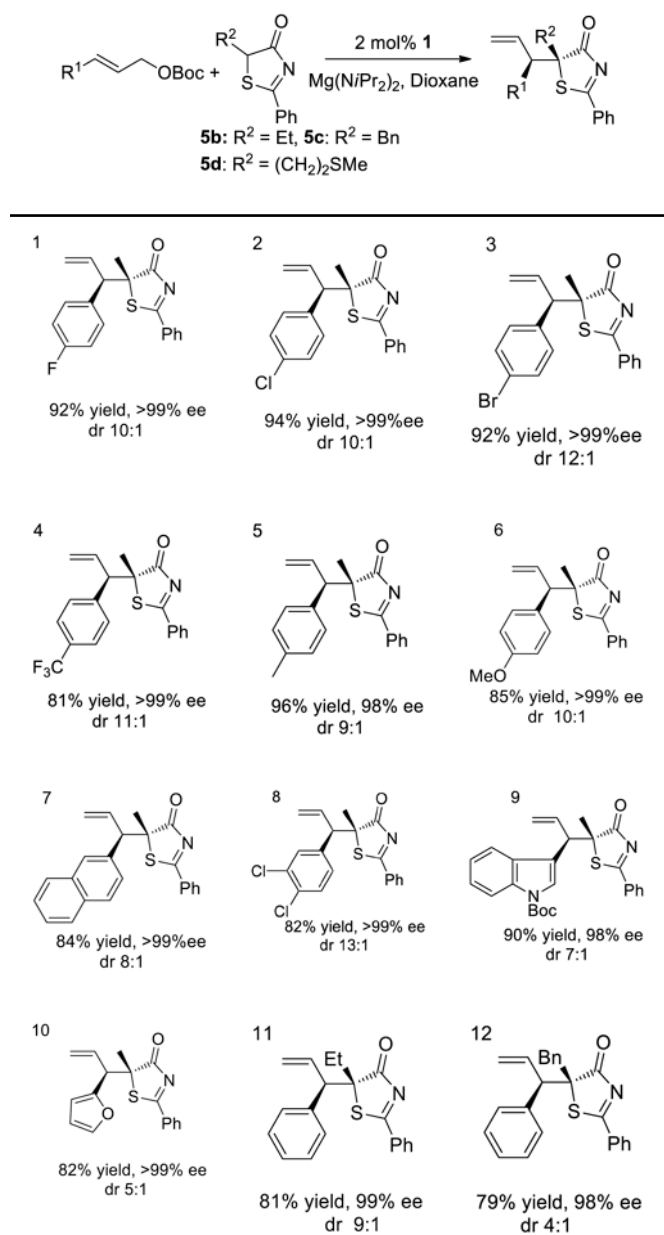 R² O
R¹ OBoc + S N Ph
2 mol% 1
Mg(NiPr₂)₂, Dioxane
R² O R¹ S N Ph
5b: R² = Et, 5c: R² = Bn
5d: R² = (CH₂)₂SMe
1
O N S Ph F
92% yield, >99% ee
dr 10:1
2
O N S Ph Cl
94% yield, >99%ee
dr 10:1
3
O N S Ph Br
92% yield, >99%ee
dr 12:1
4
O N S Ph F₃C
81% yield, >99% ee
dr 11:1
5
O N S Ph
96% yield, 98% ee
dr 9:1
6
O N S Ph MeO
85% yield, >99% ee
dr 10:1
7
O N S Ph
84% yield, >99%ee
dr 8:1
8
O N S Ph Cl Cl
82% yield, >99% ee
dr 13:1
9
O N S Ph N Boc
90% yield, 98% ee
dr 7:1
10
O N S Ph O
82% yield, >99% ee
dr 5:1
11
Et O N S Ph
81% yield, 99% ee
dr 9:1
12
Bn O N S Ph
79% yield, 98% ee
dr 4:1